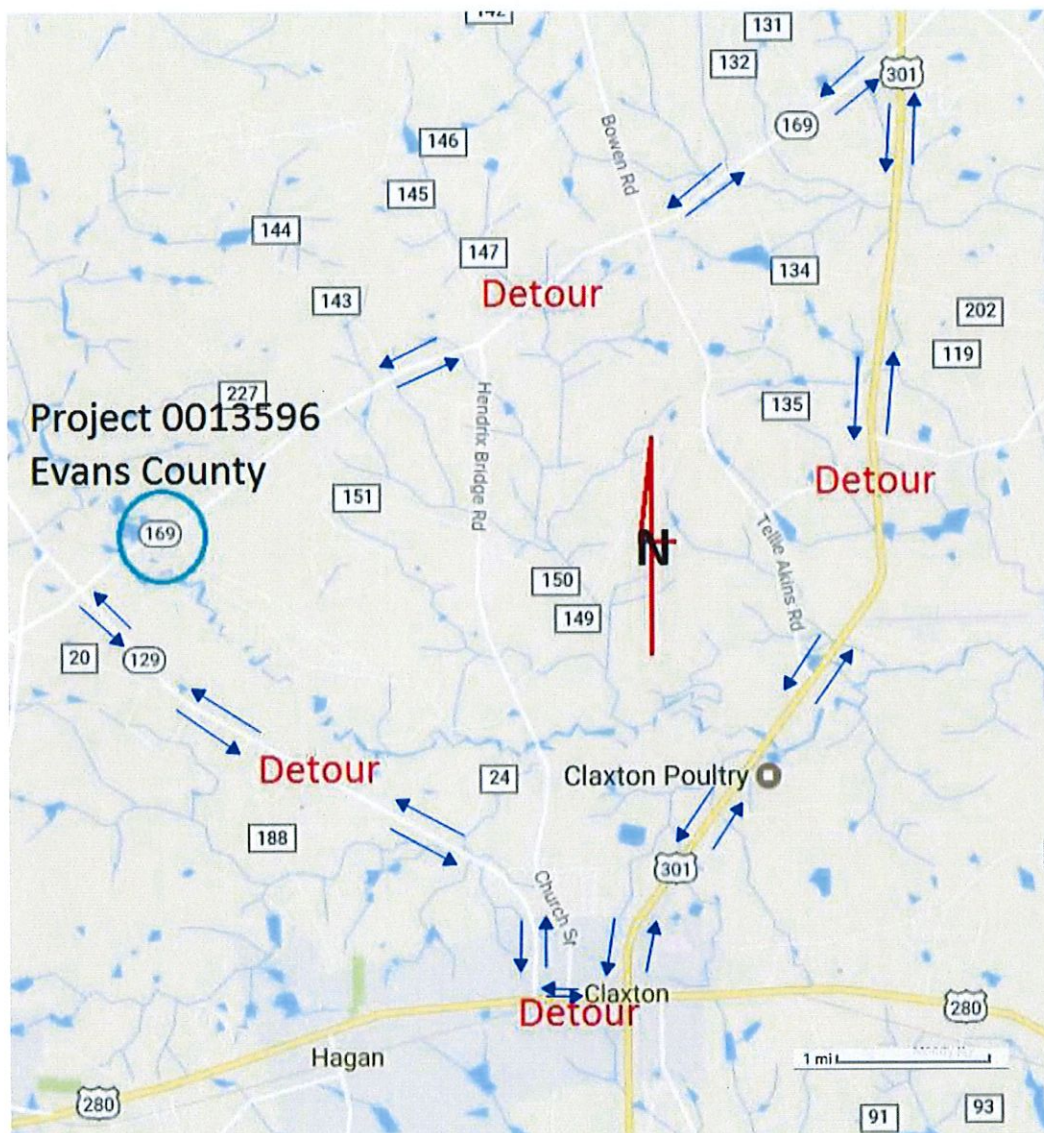 142
131
132
301
169
146
Bowen Rd
145
144
147
134
143
Detour
202
119
227
135
Project 0013596
Evans County
Hendrix Bridge Rd
151
Detour
169
N
Tellie Akins Rd
150
149
20
129
Detour
24
Claxton Poultry
188
301
Church St
Claxton
Detour
280
Hagan
1 mi
280
91
93